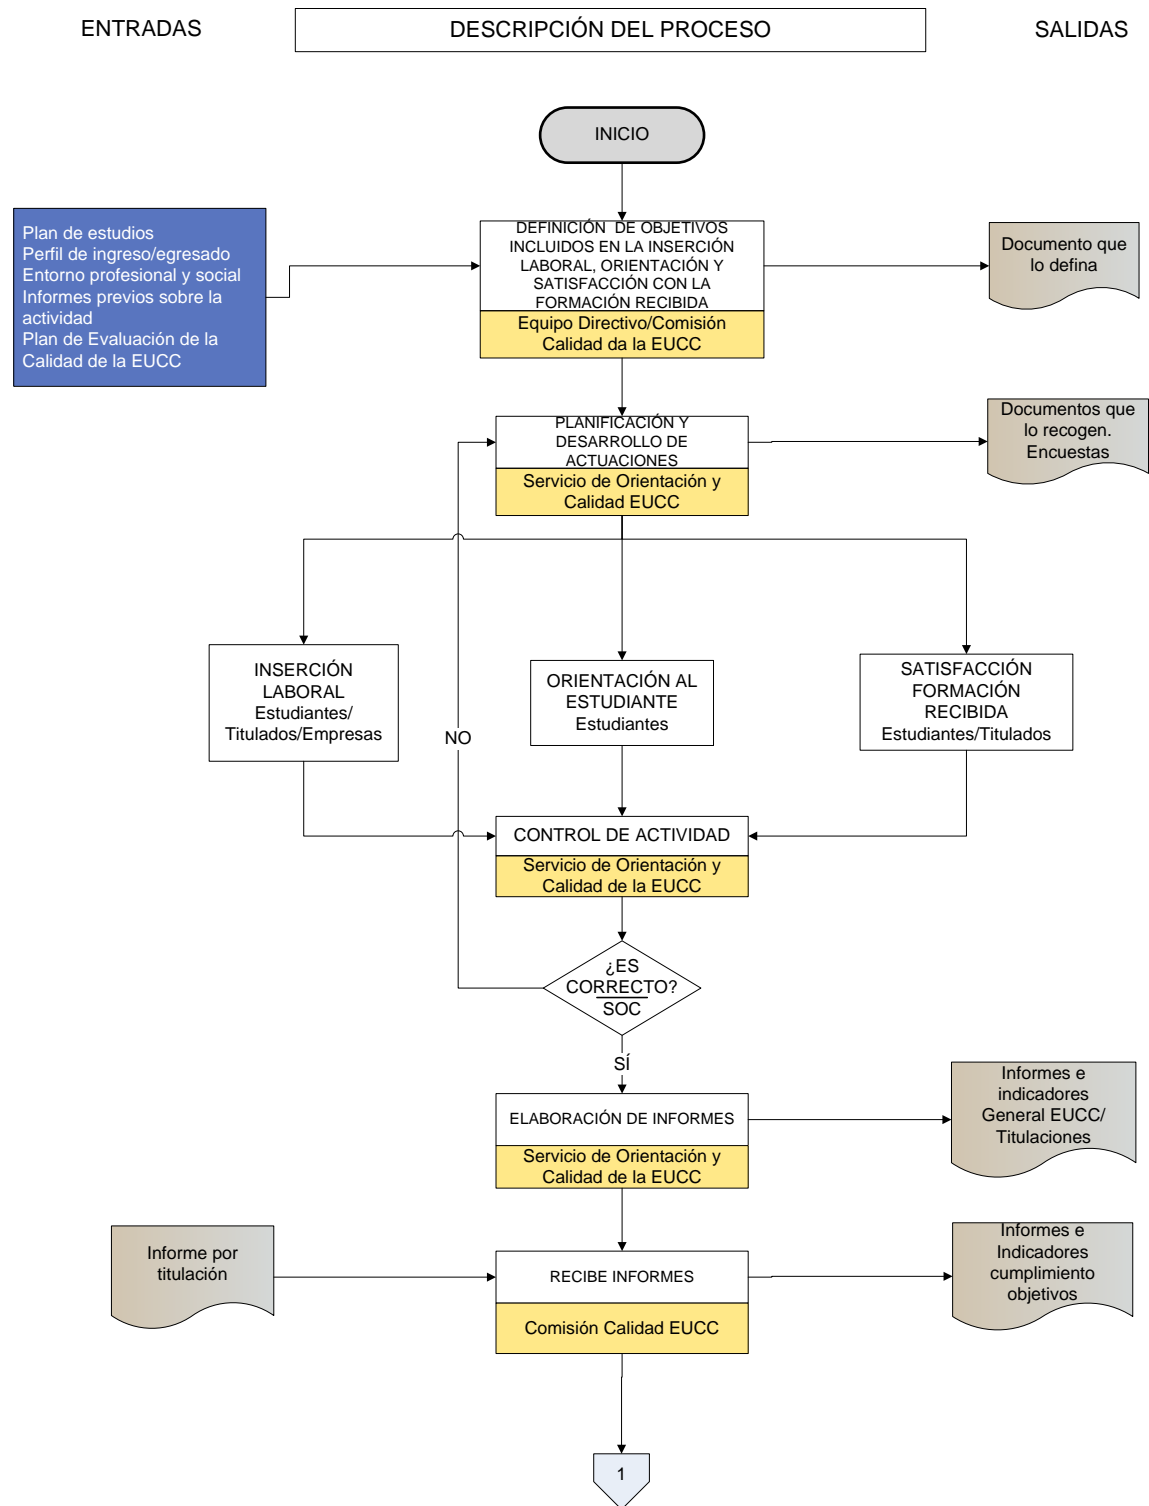 ENTRADAS
DESCRIPCIÓN DEL PROCESO
SALIDAS
INICIO
Plan de estudios
Perfil de ingreso/egresado
Entorno profesional y social
Informes previos sobre la
actividad
Plan de Evaluación de la
Calidad de la EUCC
DEFINICIÓN DE OBJETIVOS
INCLUIDOS EN LA INSERCIÓN
LABORAL, ORIENTACIÓN Y
SATISFACCIÓN CON LA
FORMACIÓN RECIBIDA
Equipo Directivo/Comisión
Calidad da la EUCC
Documento que
lo defina
PLANIFICACIÓN Y
DESARROLLO DE
ACTUACIONES
Servicio de Orientación y
Calidad EUCC
Documentos que
lo recogen.
Encuestas
INSERCIÓN
LABORAL
Estudiantes/
Titulados/Empresas
NO
ORIENTACIÓN AL
ESTUDIANTE
Estudiantes
SATISFACCIÓN
FORMACIÓN
RECIBIDA
Estudiantes/Titulados
CONTROL DE ACTIVIDAD
Servicio de Orientación y
Calidad de la EUCC
¿ES
CORRECTO?
SOC
SÍ
ELABORACIÓN DE INFORMES
Servicio de Orientación y
Calidad de la EUCC
Informes e
indicadores
General EUCC/
Titulaciones
Informe por
titulación
RECIBE INFORMES
Comisión Calidad EUCC
Informes e
Indicadores
cumplimiento
objetivos
1